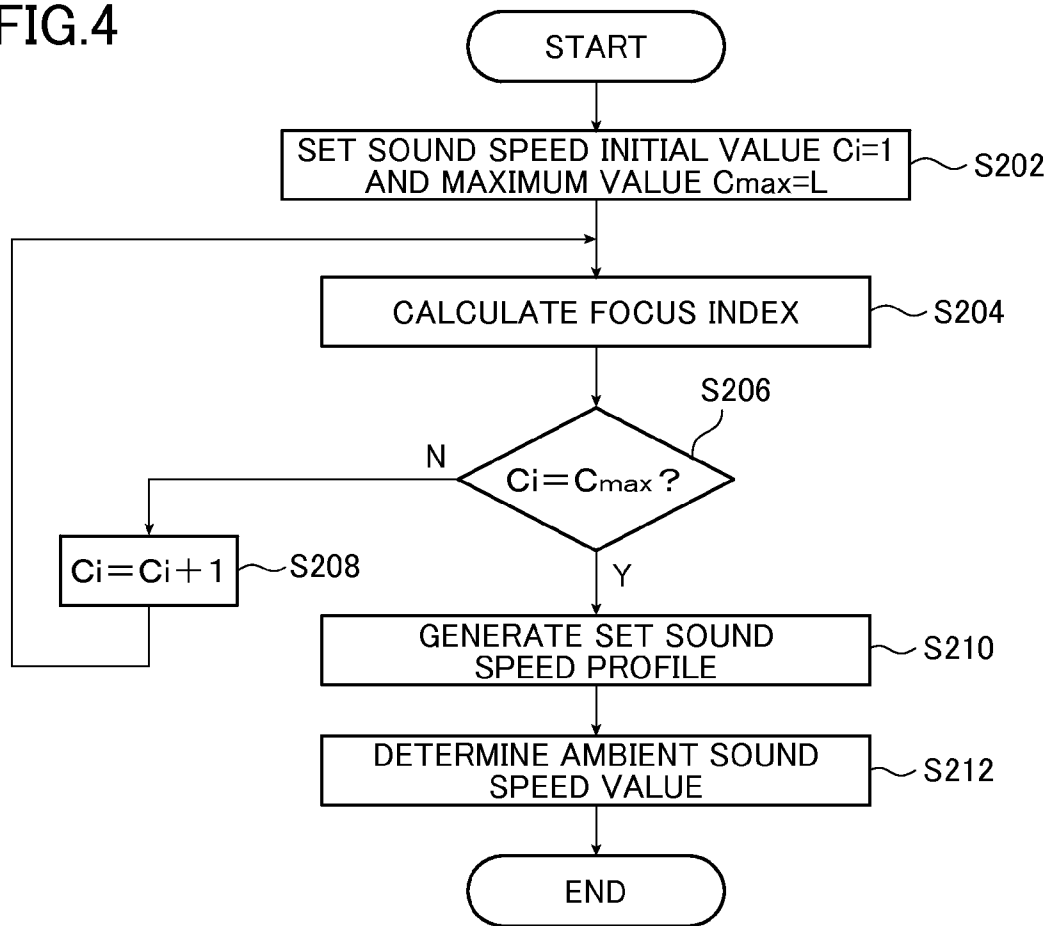 FIG.4
START
SET SOUND SPEED INITIAL VALUE Ci=1
AND MAXIMUM VALUE Cmax=L
S202
CALCULATE FOCUS INDEX
S204
S206
N
Ci=Cmax?
Ci=Ci+1
S208
Y
GENERATE SET SOUND
SPEED PROFILE
S210
DETERMINE AMBIENT SOUND
SPEED VALUE
S212
END